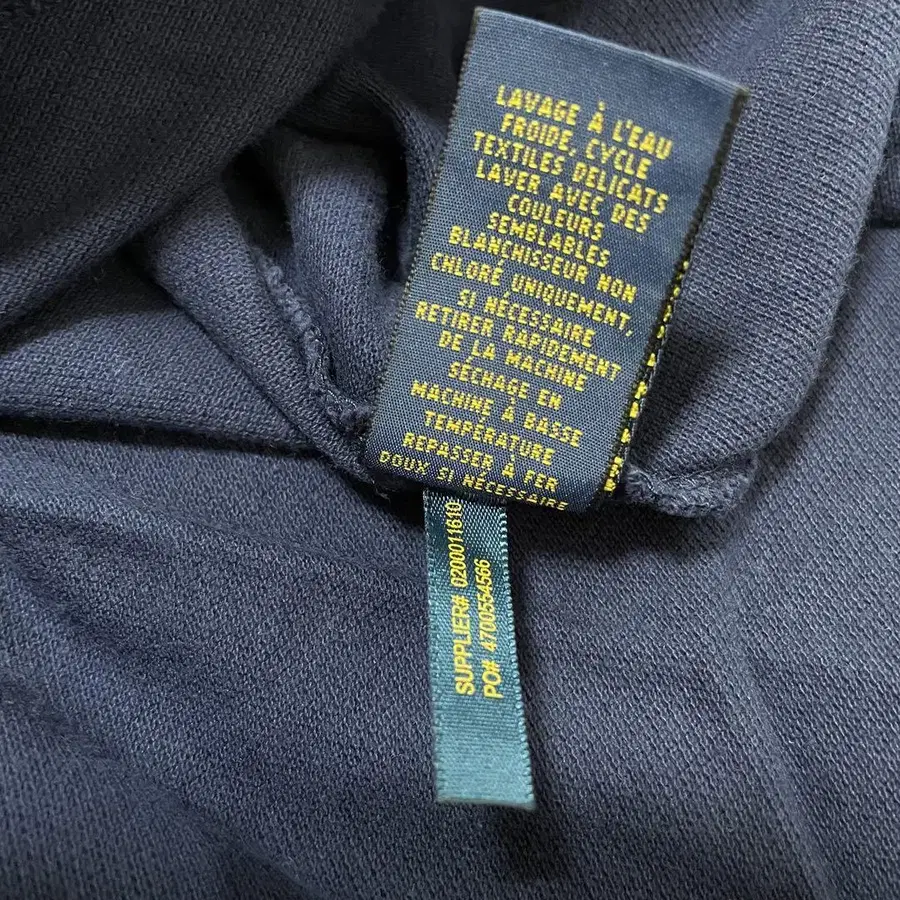 LAVAGE À L'EAU
FROIDE, CYCLE
TEXTILES DELICATS
LAVER AVEC DES
COULEURS
SEMBLABLES
BLANCHISSEUR NON
CHLORÉ UNIQUEMENT,
SI NÉCESSAIRE
RETIRER RAPIDEMENT
DE LA MACHINE
SÉCHAGE EN
MACHINE À BASSE
TEMPÉRATURE
REPASSER À FER
DOUX SI NÉCESSAIRE
SUPPLIER# 0200011610
PO# 4700554566